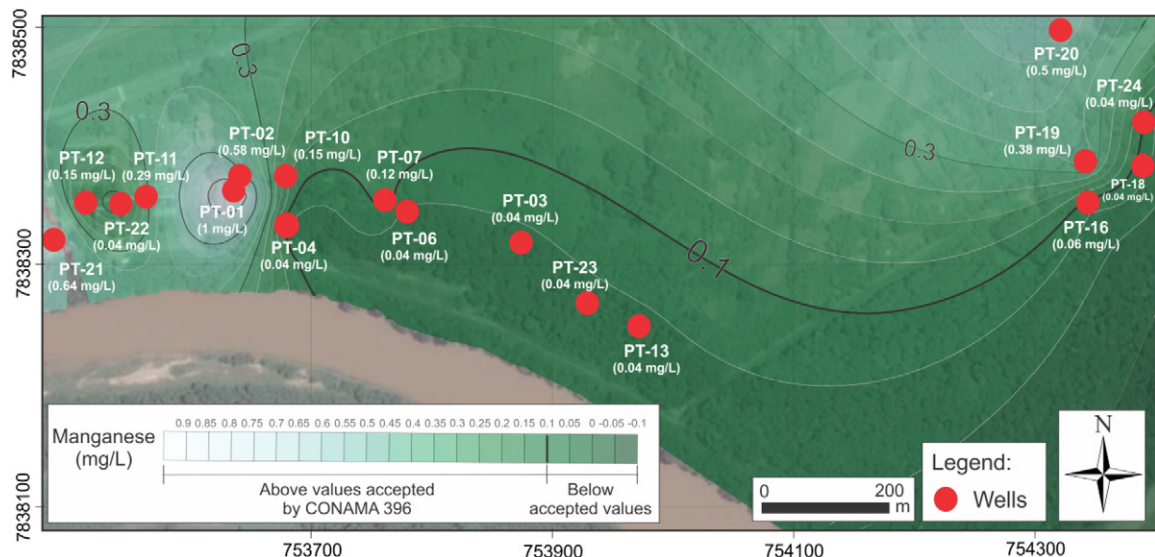 7838500
7838300
7838100
0.3
0.3
PT-20
(0.5 mg/L)
PT-24
(0.04 mg/L)
PT-02
(0.58 mg/L)
PT-10
(0.15 mg/L)
PT-07
(0.12 mg/L)
PT-12
(0.15 mg/L)
PT-11
(0.29 mg/L)
PT-19
(0.38 mg/L)
0.3
PT-18
(0.04 mg/L)
PT-01
(1 mg/L)
PT-22
(0.04 mg/L)
PT-03
(0.04 mg/L)
PT-16
(0.06 mg/L)
PT-04
(0.04 mg/L)
PT-06
(0.04 mg/L)
0.1
PT-21
(0.64 mg/L)
PT-23
(0.04 mg/L)
PT-13
(0.04 mg/L)
Manganese
(mg/L)
0.9 0.85 0.8 0.75 0.7 0.65 0.6 0.55 0.5 0.45 0.4 0.35 0.3 0.25 0.2 0.15 0.1 0.05 0 -0.05 -0.1
Above values accepted
by CONAMA 396
Below
accepted values
0 200
m
Legend:
Wells
N
753700 753900 754100 754300